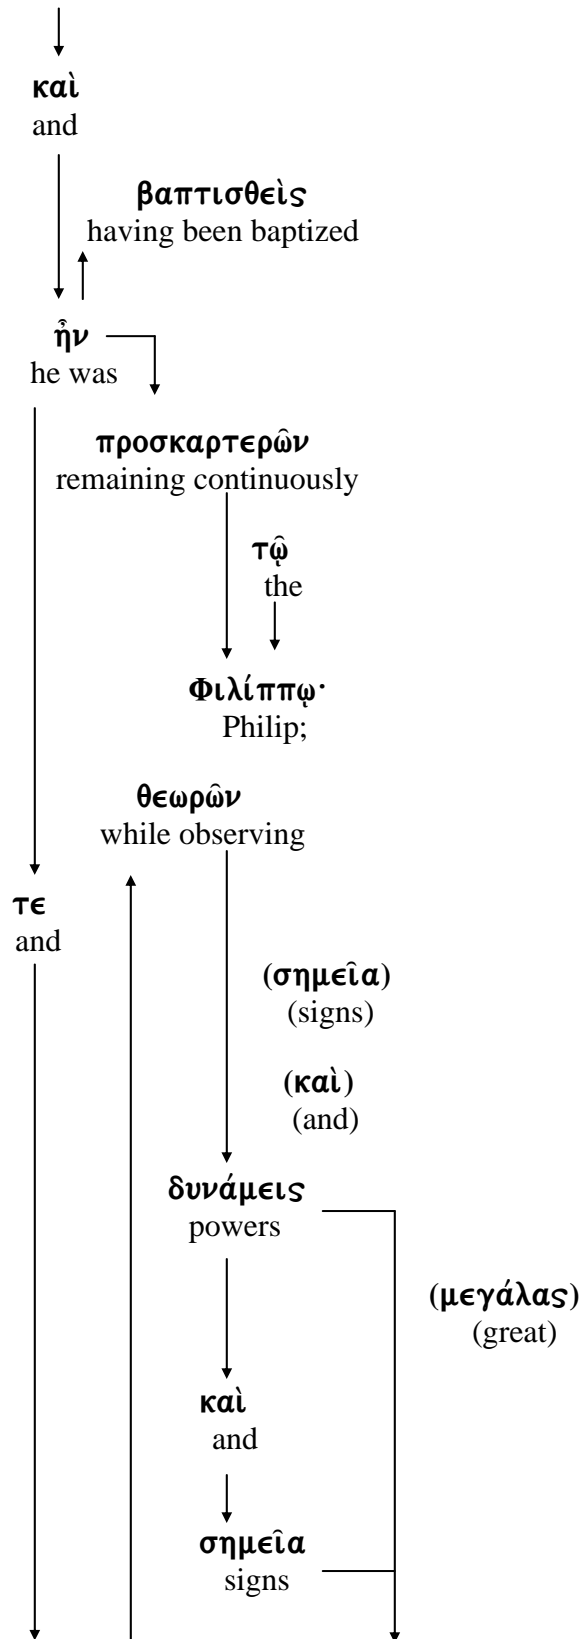 καὶ
and
βαπτισθεὶς
having been baptized
ἦν
he was
προσκαρτερῶν
remaining continuously
τῷ
the
Φιλίππῳ·
Philip;
θεωρῶν
while observing
τε
and
(σημεῖα)
(signs)
(καὶ)
(and)
δυνάμεις
powers
(μεγάλας)
(great)
καὶ
and
σημεῖα
signs